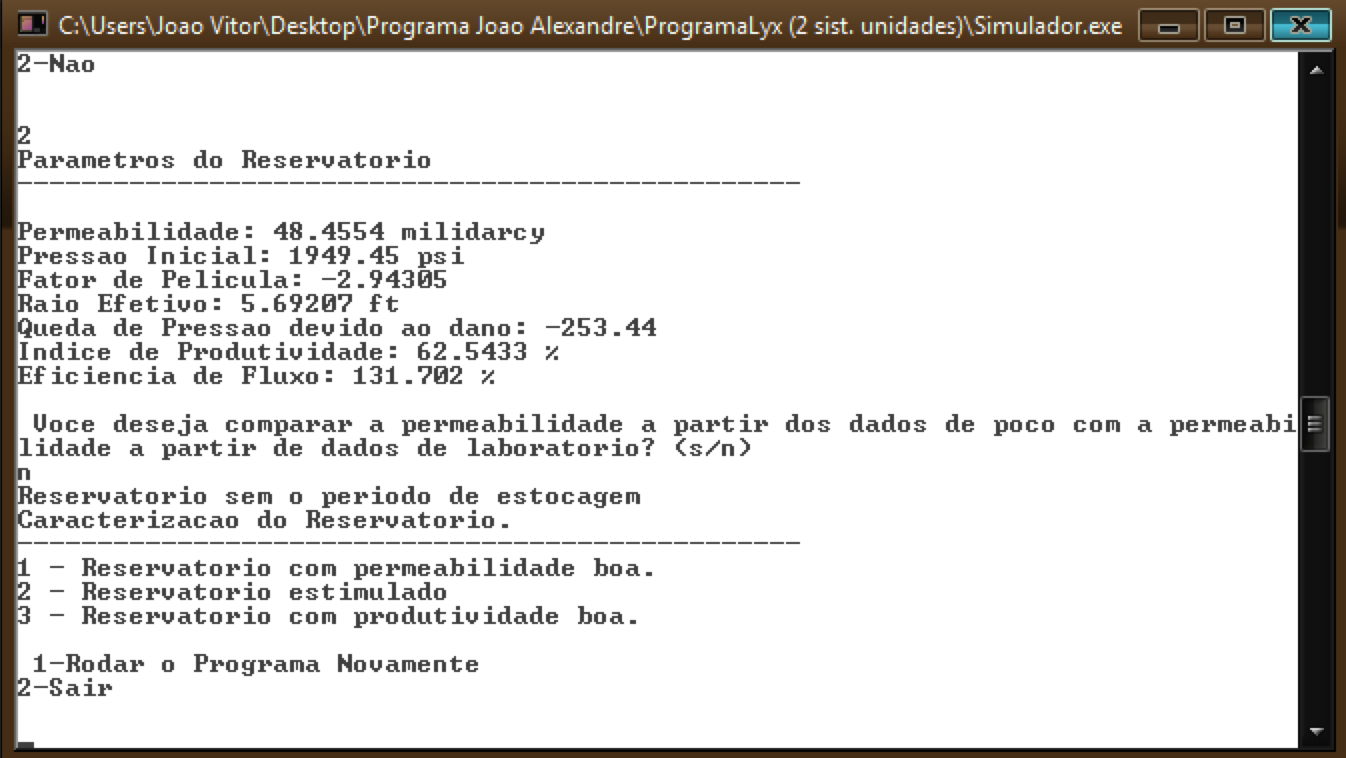 C:\Users\Joao Vitor\Desktop\Programa Joao Alexandre\ProgramaLyx (2 sist. unidades)\Simulador.exe
2-Nao
2
Parametros do Reservatorio
-------------------------------------------------
Permeabilidade: 48.4554 milidarcy
Pressao Inicial: 1949.45 psi
Fator de Pelicula: -2.94305
Raio Efetivo: 5.69207 ft
Queda de Pressao devido ao dano: -253.44
Indice de Produtividade: 62.5433 %
Eficiencia de Fluxo: 131.702 %
Voce deseja comparar a permeabilidade a partir dos dados de poco com a permeabi
lidade a partir de dados de laboratorio? (s/n)
n
Reservatorio sem o periodo de estocagem
Caracterizacao do Reservatorio.
-------------------------------------------------
1 - Reservatorio com permeabilidade boa.
2 - Reservatorio estimulado
3 - Reservatorio com produtividade boa.
1-Rodar o Programa Novamente
2-Sair